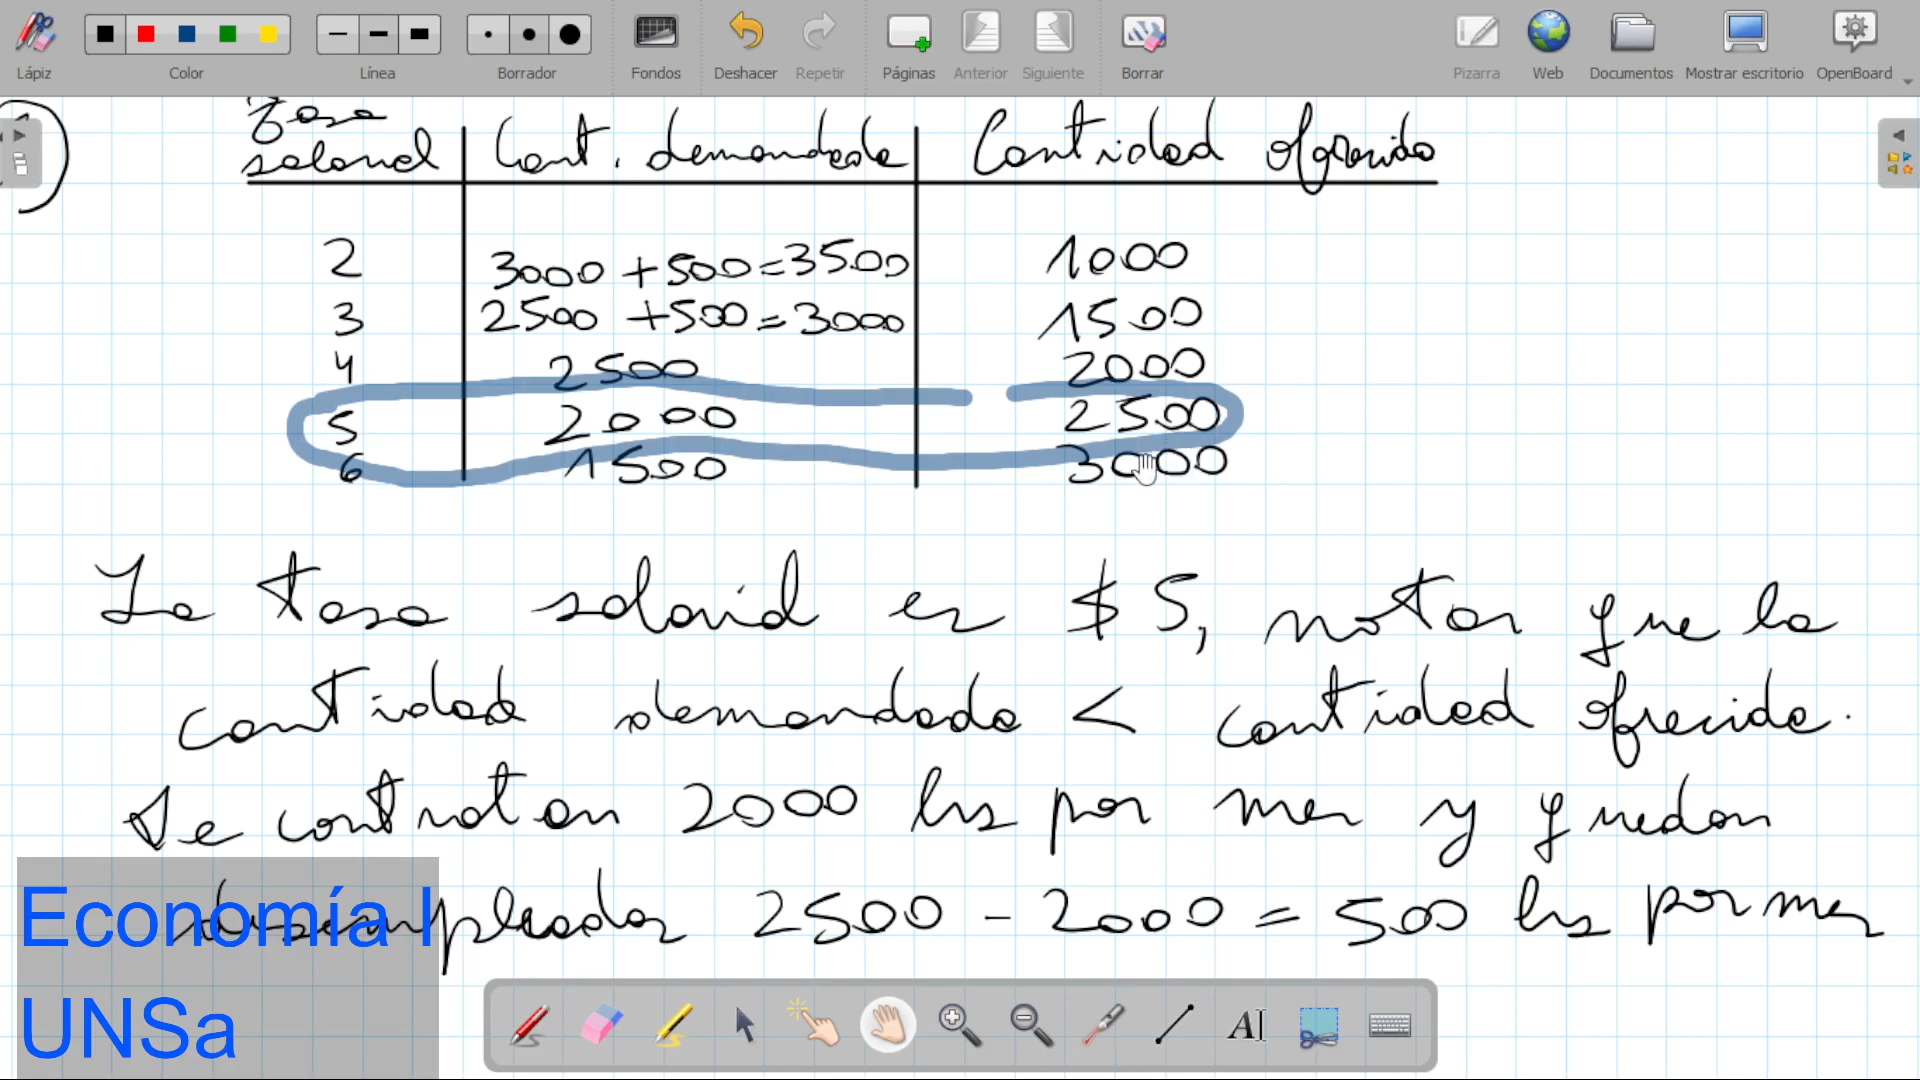 Lápiz Color Línea Borrador Fondos Deshacer Repetir Páginas Anterior Siguiente Borrar Pizarra Web Documentos Mostrar escritorio OpenBoard
Tasa
salarial Cant. demandada Cantidad ofrecida
2 3000 + 500 = 3500 1000
3 2500 + 500 = 3000 1500
4 2500 2000
5 2000 2500
6 1500 3000
La tasa salarial es $ 5, notar que la
cantidad demandada < cantidad ofrecida.
Se contratan 2000 hs por mes y quedan
desempleados 2500 - 2000 = 500 hs por mes
Economía I
UNSa